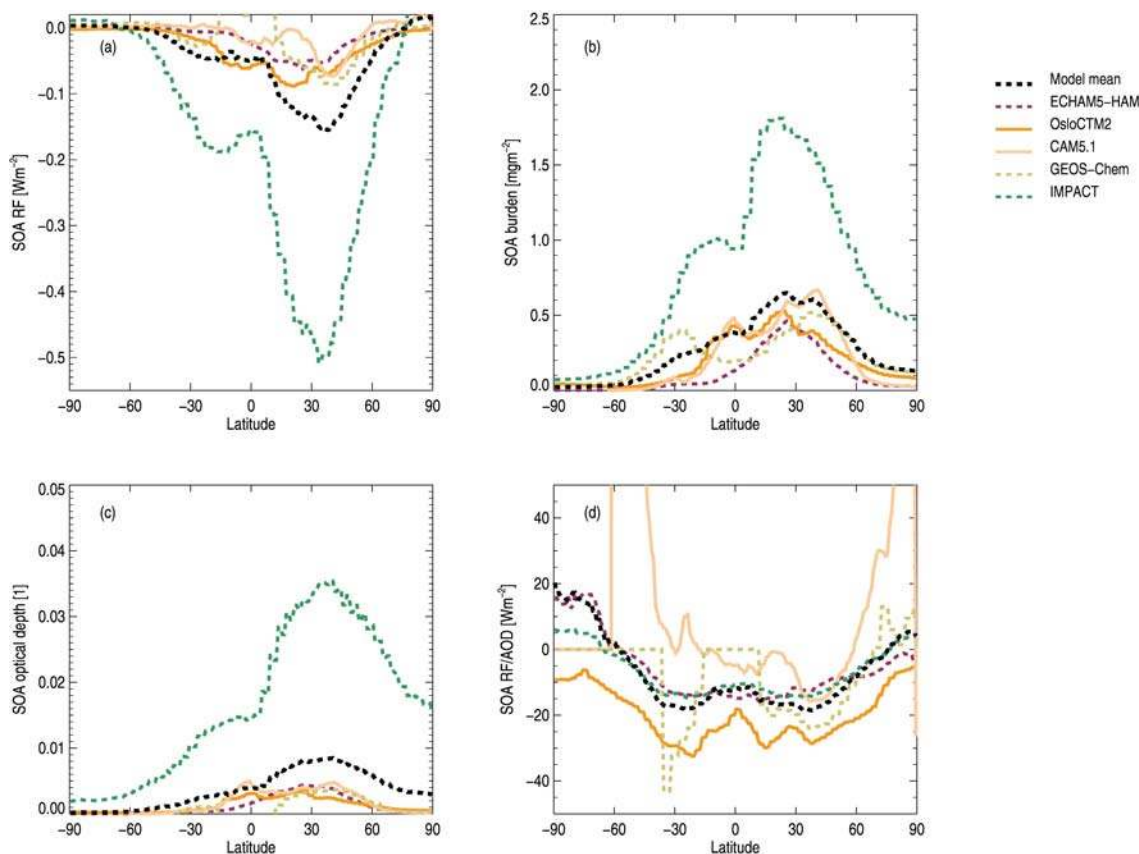 (a)
0.0
−0.1
−0.2
−0.3
−0.4
−0.5
SOA RF [Wm−2]
−90 −60 −30 0 30 60 90
Latitude
(b)
2.5
2.0
1.5
1.0
0.5
0.0
SOA burden [mgm−2]
−90 −60 −30 0 30 60 90
Latitude
Model mean
ECHAM5−HAM
OsloCTM2
CAM5.1
GEOS−Chem
IMPACT
(c)
0.05
0.04
0.03
0.02
0.01
0.00
SOA optical depth [1]
−90 −60 −30 0 30 60 90
Latitude
(d)
40
20
0
−20
−40
SOA RF/AOD [Wm−2]
−90 −60 −30 0 30 60 90
Latitude